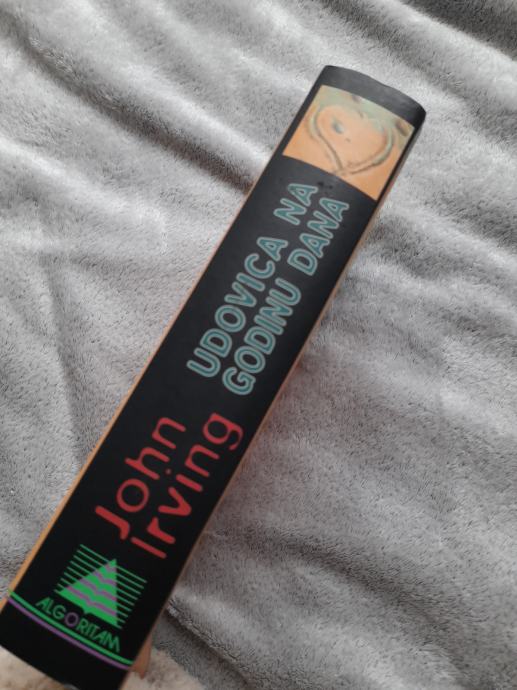 John
Irving
UDOVICA NA
GODINU DANA
ALGORITAM